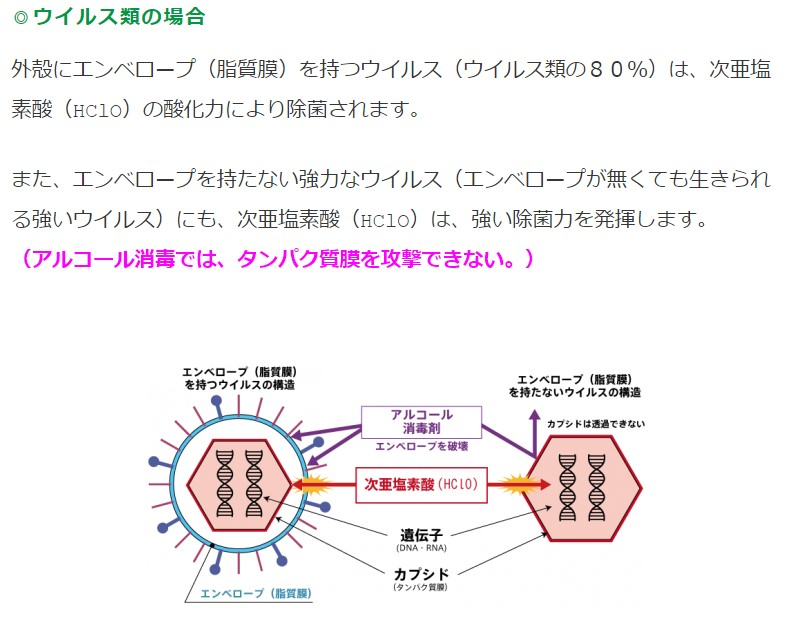 ◎ウイルス類の場合
外殻にエンベロープ（脂質膜）を持つウイルス（ウイルス類の８０％）は、次亜塩
素酸（HClO）の酸化力により除菌されます。
また、エンベロープを持たない強力なウイルス（エンベロープが無くても生きられ
る強いウイルス）にも、次亜塩素酸（HClO）は、強い除菌力を発揮します。
（アルコール消毒では、タンパク質膜を攻撃できない。）
エンベロープ（脂質膜）
を持つウイルスの構造
アルコール
消毒剤
エンベロープを破壊
エンベロープ（脂質膜）
を持たないウイルスの構造
カプシドは透過できない
次亜塩素酸(HClO)
遺伝子
(DNA・RNA)
カプシド
(タンパク質膜)
エンベロープ（脂質膜）